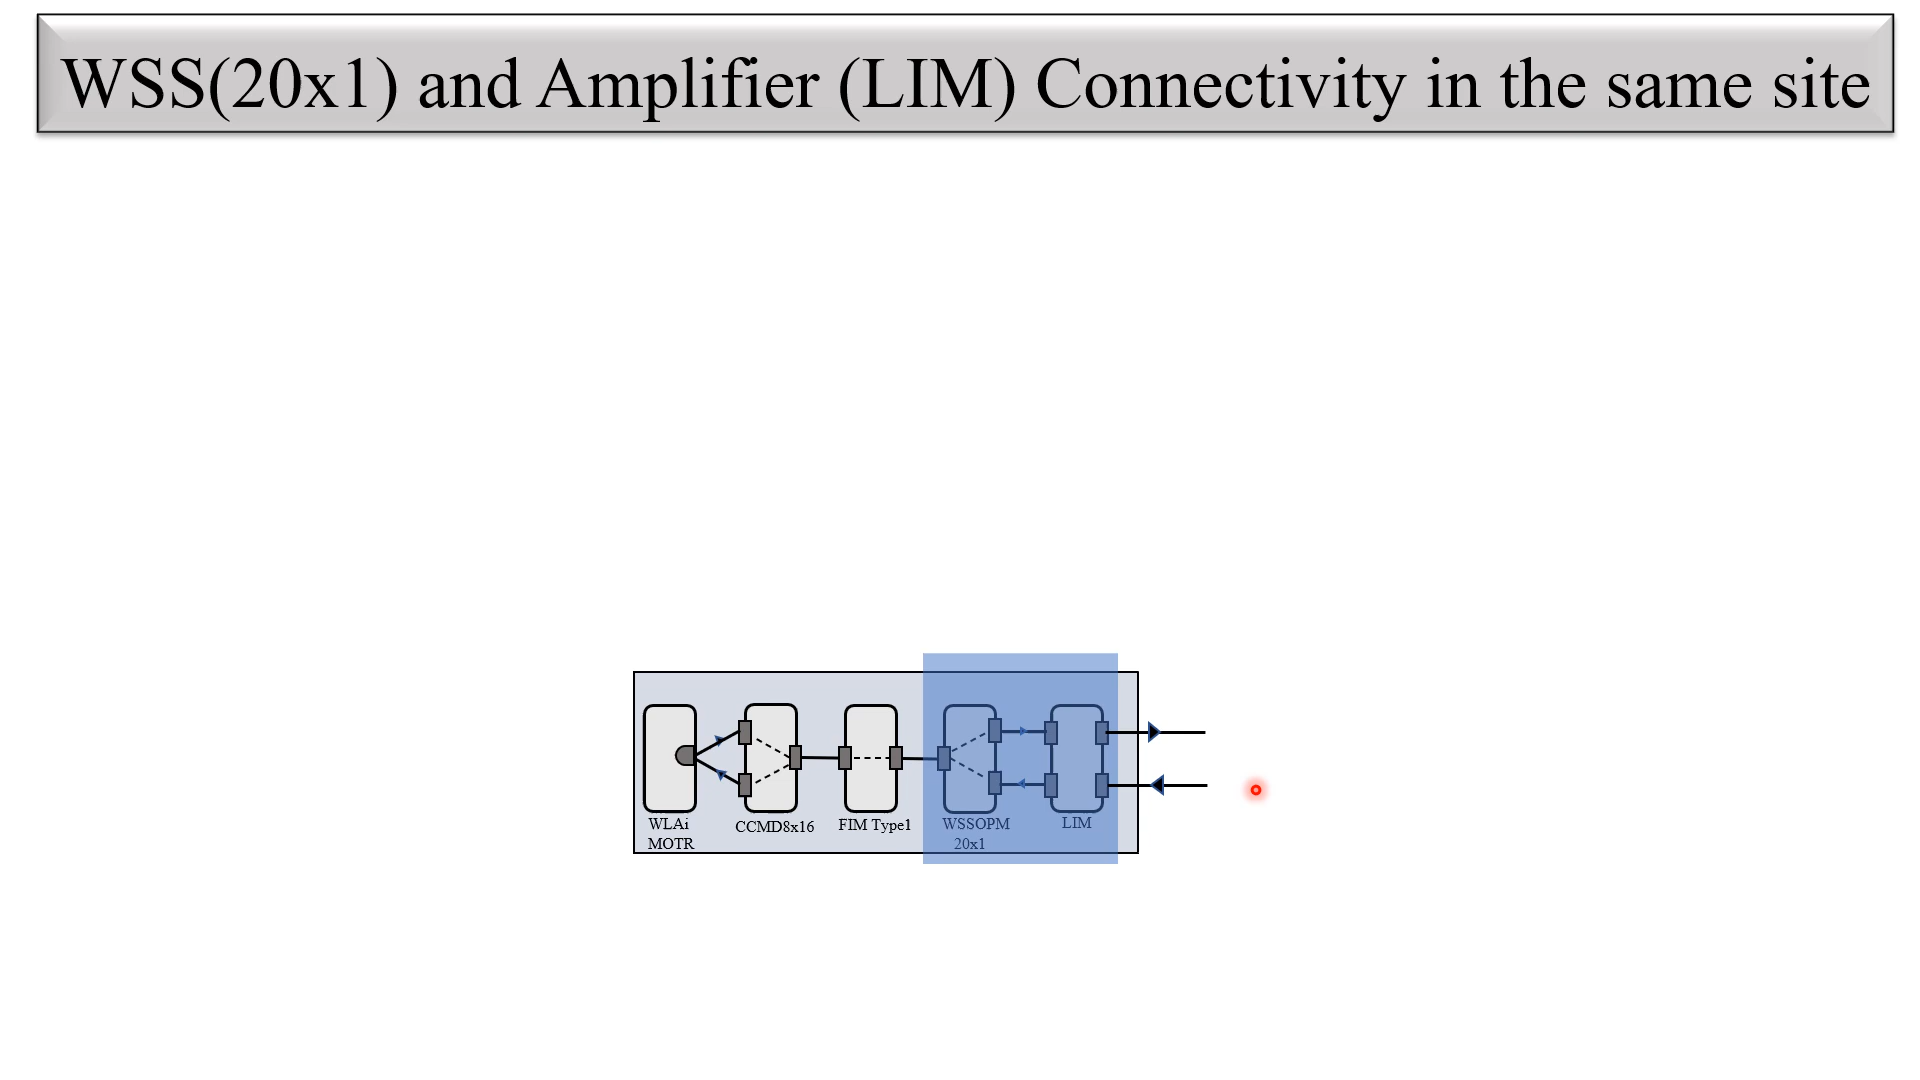 WSS(20x1) and Amplifier (LIM) Connectivity in the same site
WLAi
MOTR
CCMD8x16
FIM Type1
WSSOPM
20x1
LIM